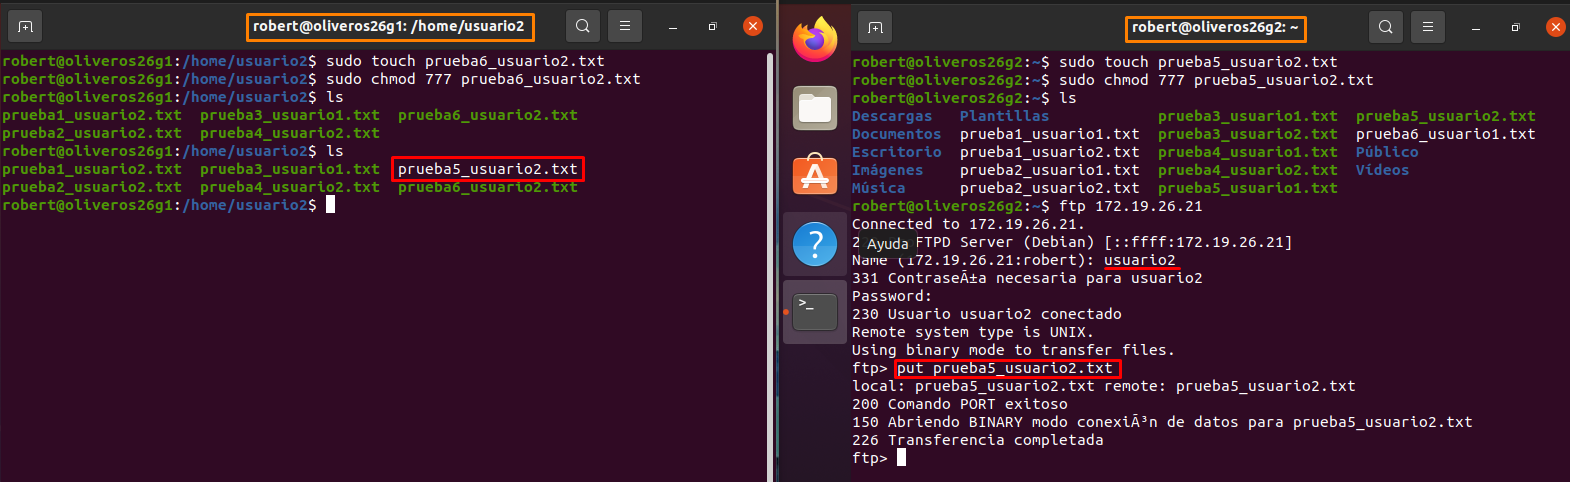 robert@oliveros26g1: /home/usuario2
robert@oliveros26g1:/home/usuario2$ sudo touch prueba6_usuario2.txt
robert@oliveros26g1:/home/usuario2$ sudo chmod 777 prueba6_usuario2.txt
robert@oliveros26g1:/home/usuario2$ ls
prueba1_usuario2.txt  prueba3_usuario1.txt  prueba6_usuario2.txt
prueba2_usuario2.txt  prueba4_usuario2.txt
robert@oliveros26g1:/home/usuario2$ ls
prueba1_usuario2.txt  prueba3_usuario1.txt  prueba5_usuario2.txt
prueba2_usuario2.txt  prueba4_usuario2.txt  prueba6_usuario2.txt
robert@oliveros26g1:/home/usuario2$
>_
Ayuda
robert@oliveros26g2: ~
robert@oliveros26g2:~$ sudo touch prueba5_usuario2.txt
robert@oliveros26g2:~$ sudo chmod 777 prueba5_usuario2.txt
robert@oliveros26g2:~$ ls
Descargas   Plantillas            prueba3_usuario1.txt  prueba5_usuario2.txt
Documentos  prueba1_usuario1.txt  prueba3_usuario2.txt  prueba6_usuario1.txt
Escritorio  prueba1_usuario2.txt  prueba4_usuario1.txt  Público
Imágenes    prueba2_usuario1.txt  prueba4_usuario2.txt  Vídeos
Música      prueba2_usuario2.txt  prueba5_usuario1.txt
robert@oliveros26g2:~$ ftp 172.19.26.21
Connected to 172.19.26.21.
2 FTPD Server (Debian) [::ffff:172.19.26.21]
Name (172.19.26.21:robert): usuario2
331 ContraseÃ±a necesaria para usuario2
Password:
230 Usuario usuario2 conectado
Remote system type is UNIX.
Using binary mode to transfer files.
ftp> put prueba5_usuario2.txt
local: prueba5_usuario2.txt remote: prueba5_usuario2.txt
200 Comando PORT exitoso
150 Abriendo BINARY modo conexiÃ³n de datos para prueba5_usuario2.txt
226 Transferencia completada
ftp>